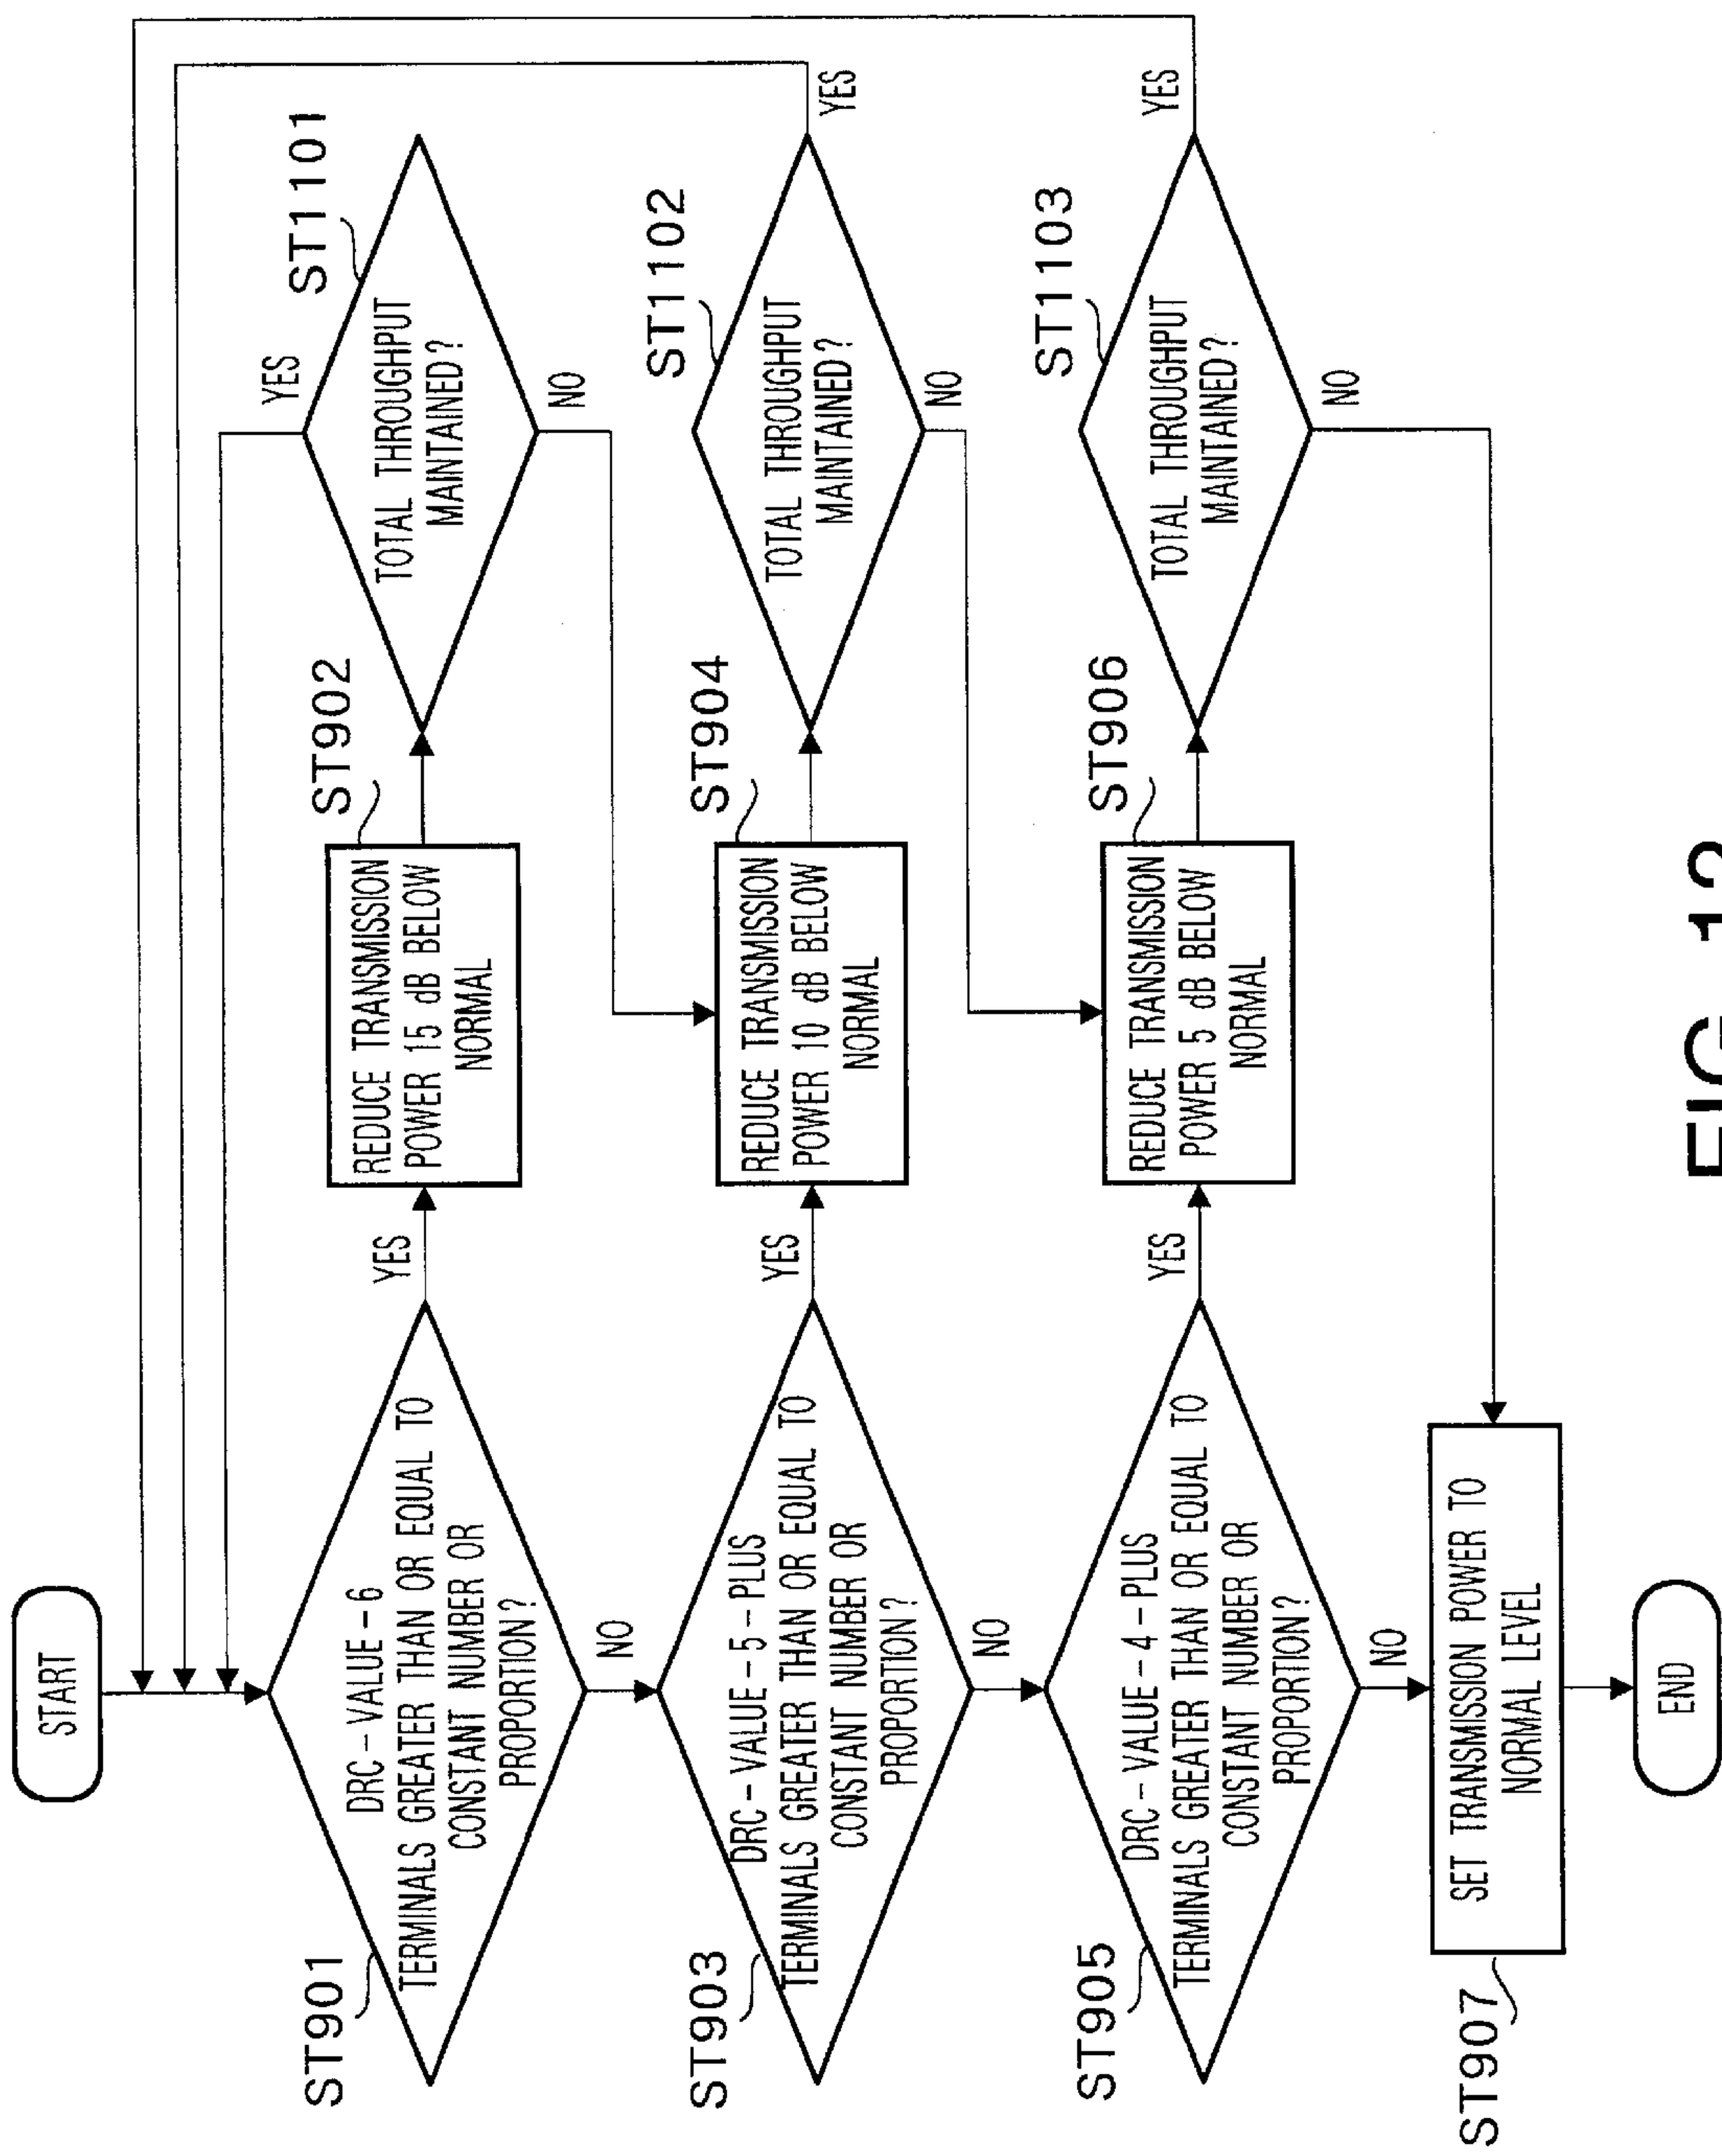 START
ST901
DRC-VALUE-6
TERMINALS GREATER THAN OR EQUAL TO
CONSTANT NUMBER OR
PROPORTION?
YES
NO
ST902
REDUCE TRANSMISSION
POWER 15 dB BELOW
NORMAL
ST1101
TOTAL THROUGHPUT
MAINTAINED?
YES
NO
ST903
DRC-VALUE-5-PLUS
TERMINALS GREATER THAN OR EQUAL TO
CONSTANT NUMBER OR
PROPORTION?
YES
NO
ST904
REDUCE TRANSMISSION
POWER 10 dB BELOW
NORMAL
ST1102
TOTAL THROUGHPUT
MAINTAINED?
YES
NO
ST905
DRC-VALUE-4-PLUS
TERMINALS GREATER THAN OR EQUAL TO
CONSTANT NUMBER OR
PROPORTION?
YES
NO
ST906
REDUCE TRANSMISSION
POWER 5 dB BELOW
NORMAL
ST1103
TOTAL THROUGHPUT
MAINTAINED?
YES
NO
ST907
SET TRANSMISSION POWER TO
NORMAL LEVEL
END
FIG.